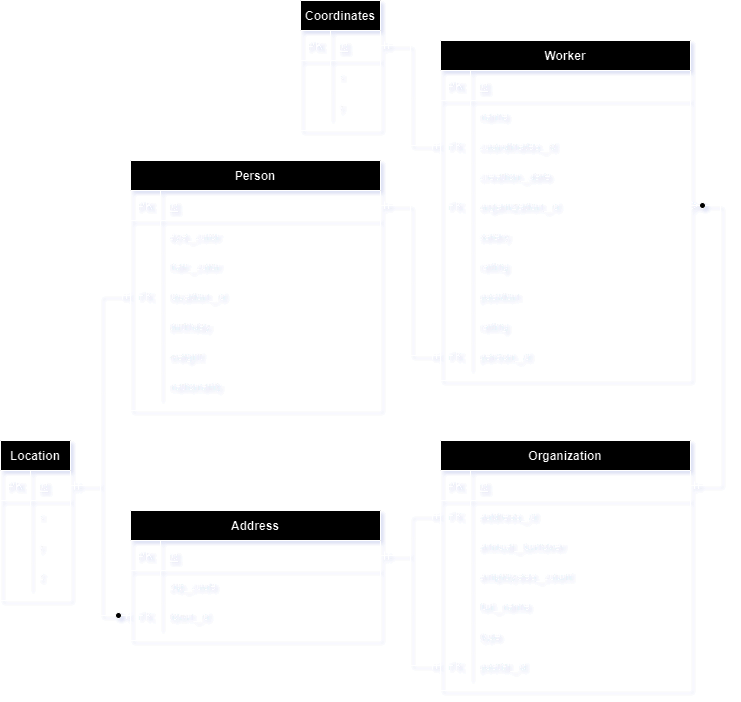 Coordinates
PK id
x
y
Worker
PK id
name
FK coordinates_id
creation_date
FK organization_id
salary
rating
position
rating
FK person_id
Person
PK id
eye_color
hair_color
FK location_id
birthday
weight
nationality
Location
PK id
x
y
z
Address
PK id
zip_code
FK town_id
Organization
PK id
FK address_id
annual_turnover
employees_count
full_name
type